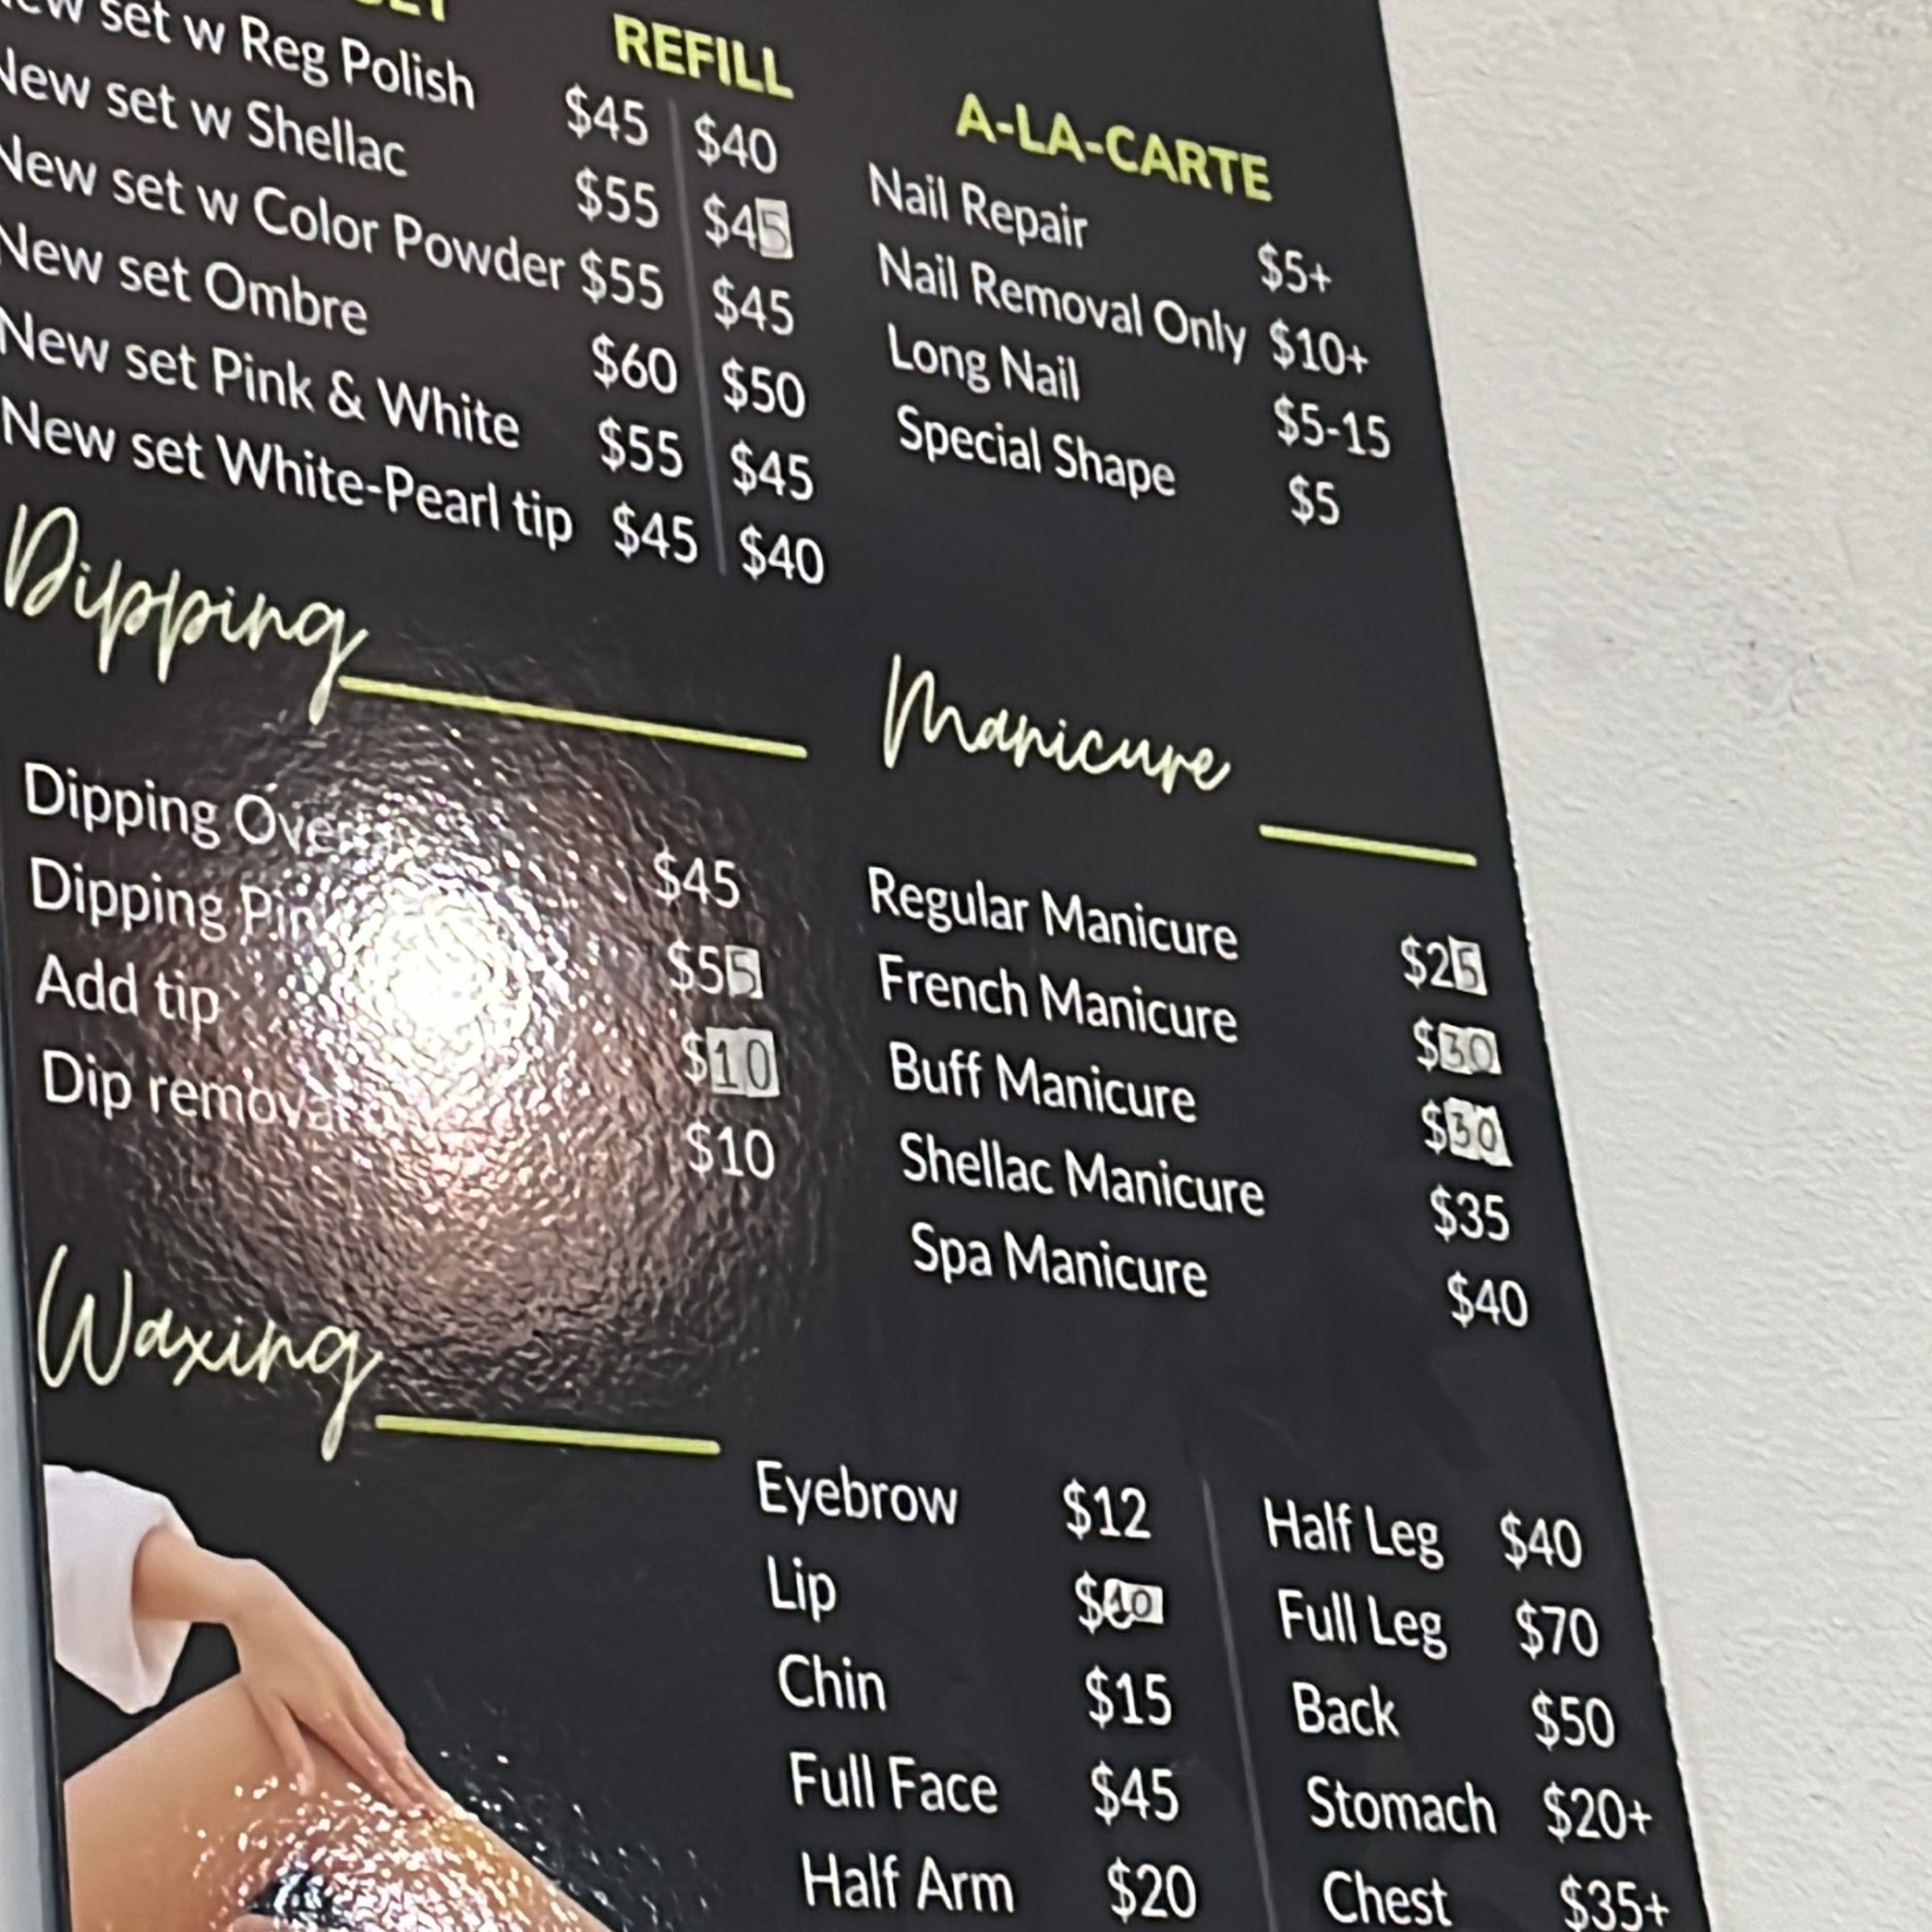 REFILL
set w Reg Polish $45 $40
New set w Shellac $55 $45
New set w Color Powder $55 $45
New set Ombre $60 $50
New set Pink & White $55 $45
New set White-Pearl tip $45 $40
A-LA-CARTE
Nail Repair $5+
Nail Removal Only $10+
Long Nail $5-15
Special Shape $5
Dipping
Dipping $45
Dipping $55
Add tip $10
Dip removal $10
Manicure
Regular Manicure $25
French Manicure $30
Buff Manicure $30
Shellac Manicure $35
Spa Manicure $40
Waxing
Eyebrow $12
Lip
Chin $15
Full Face $45
Half Arm $20
Half Leg $40
Full Leg $70
Back $50
Stomach $20+
Chest $35+